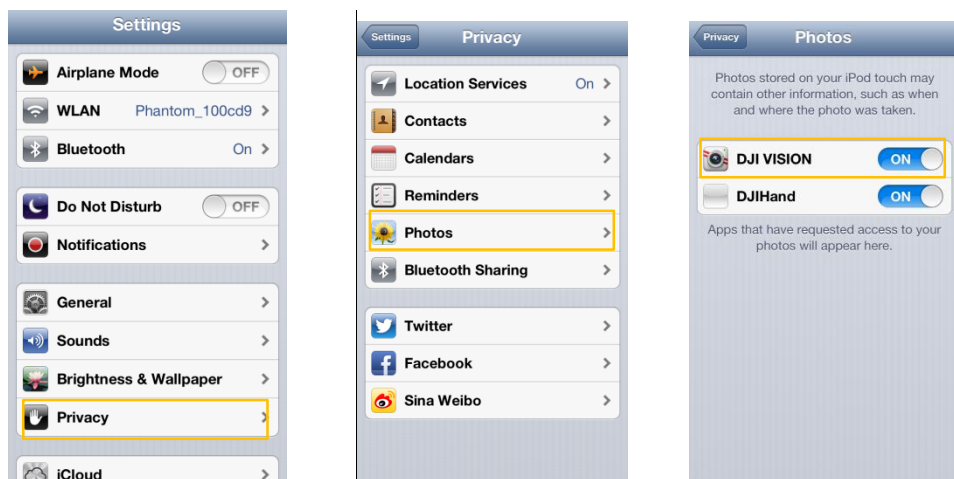 Settings
Airplane Mode OFF
WLAN Phantom_100cd9
Bluetooth On
Do Not Disturb OFF
Notifications
General
Sounds
Brightness & Wallpaper
Privacy
iCloud
Settings Privacy
Location Services On
Contacts
Calendars
Reminders
Photos
Bluetooth Sharing
Twitter
Facebook
Sina Weibo
Privacy Photos
Photos stored on your iPod touch may
contain other information, such as when
and where the photo was taken.
DJI VISION ON
DJIHand ON
Apps that have requested access to your
photos will appear here.